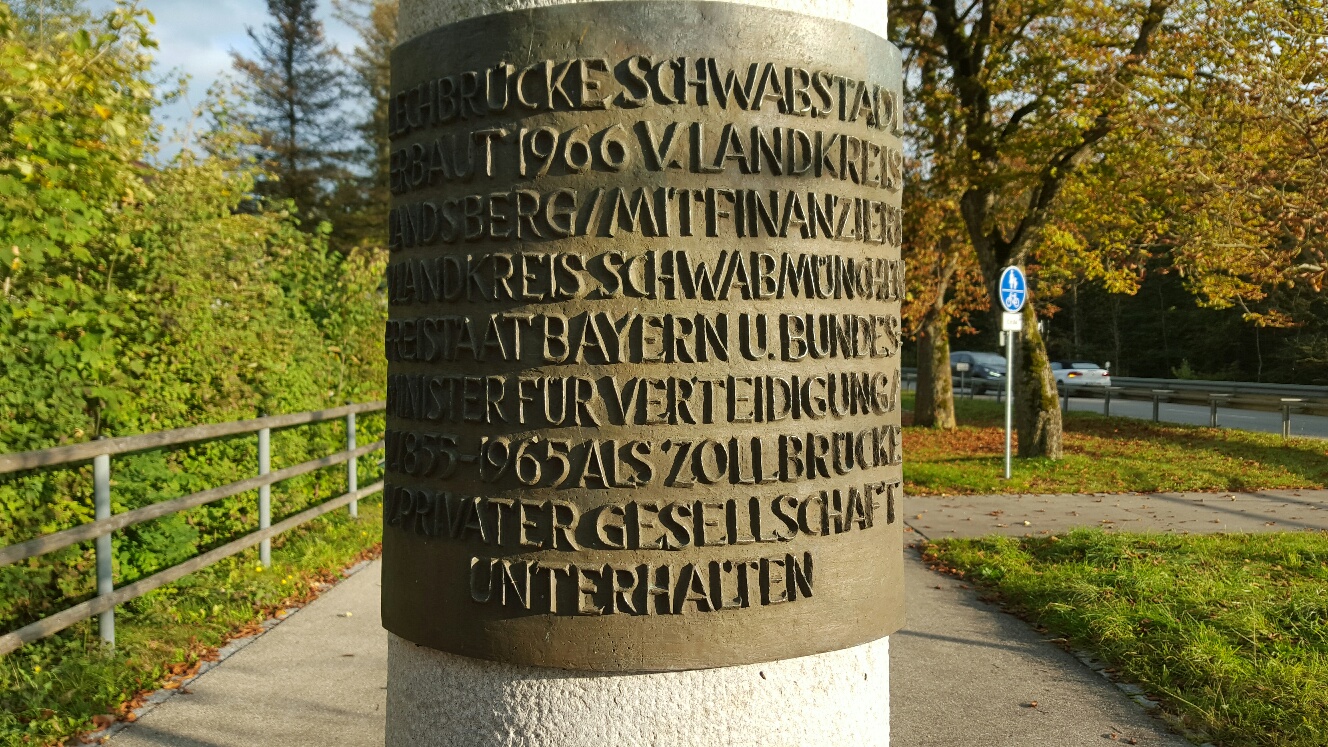 LECHBRÜCKE SCHWABSTADL
ERBAUT 1966 V. LANDKREIS
LANDSBERG // MITFINANZIERT
LANDKREIS SCHWABMÜNCHEN
FREISTAAT BAYERN U. BUNDES-
MINISTER FÜR VERTEIDIGUNG /
1855-1965 ALS ZOLLBRÜCKE
V. PRIVATER GESELLSCHAFT
UNTERHALTEN